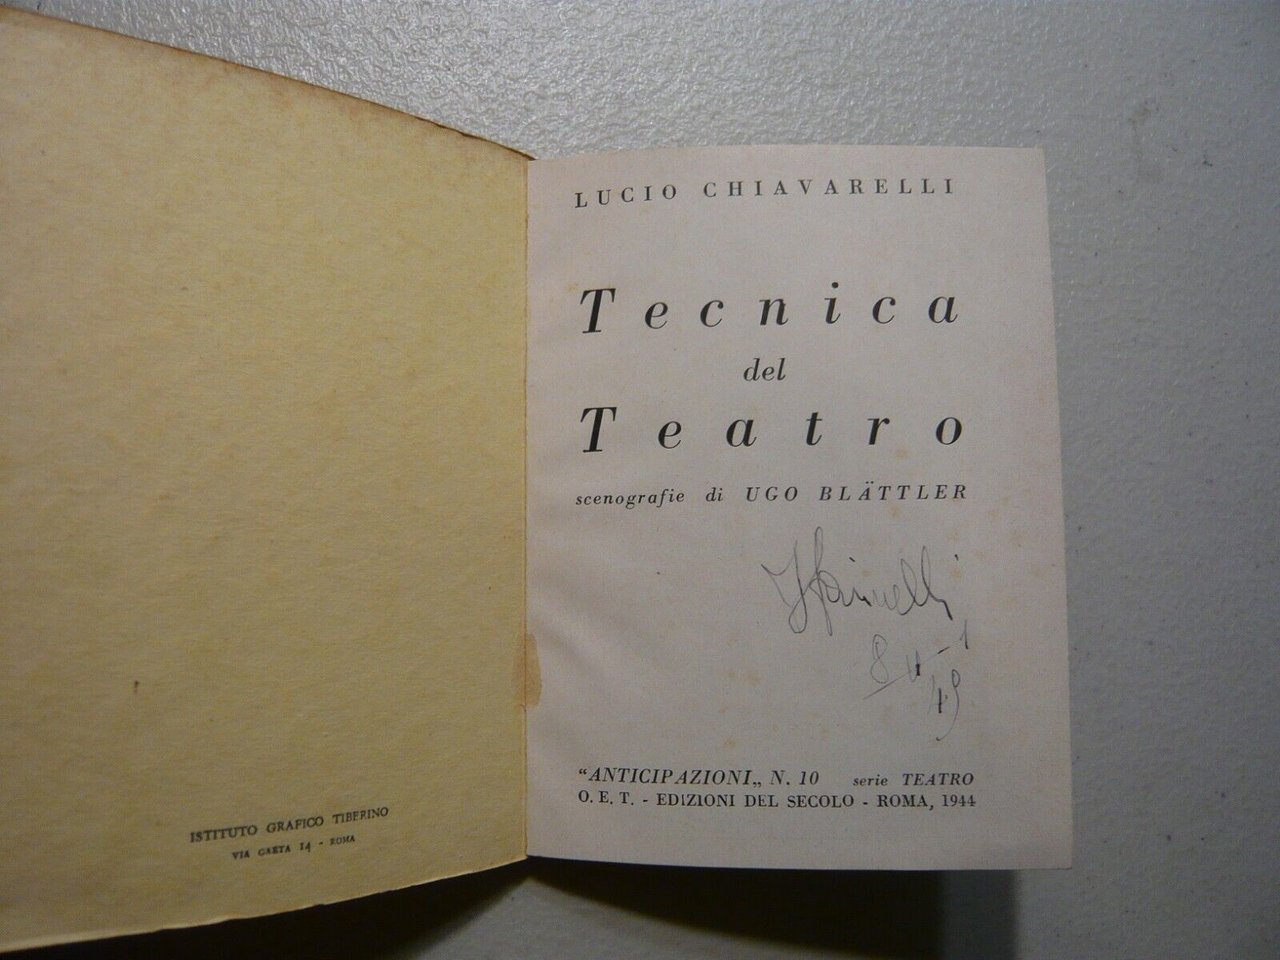 ISTITUTO GRAFICO TIBERINO
VIA GAETA 14 - ROMA
LUCIO CHIAVARELLI
Tecnica
del
Teatro
scenografie di UGO BLÄTTLER
49
"ANTICIPAZIONI„ N. 10 serie TEATRO
O. E. T. - EDIZIONI DEL SECOLO - ROMA, 1944